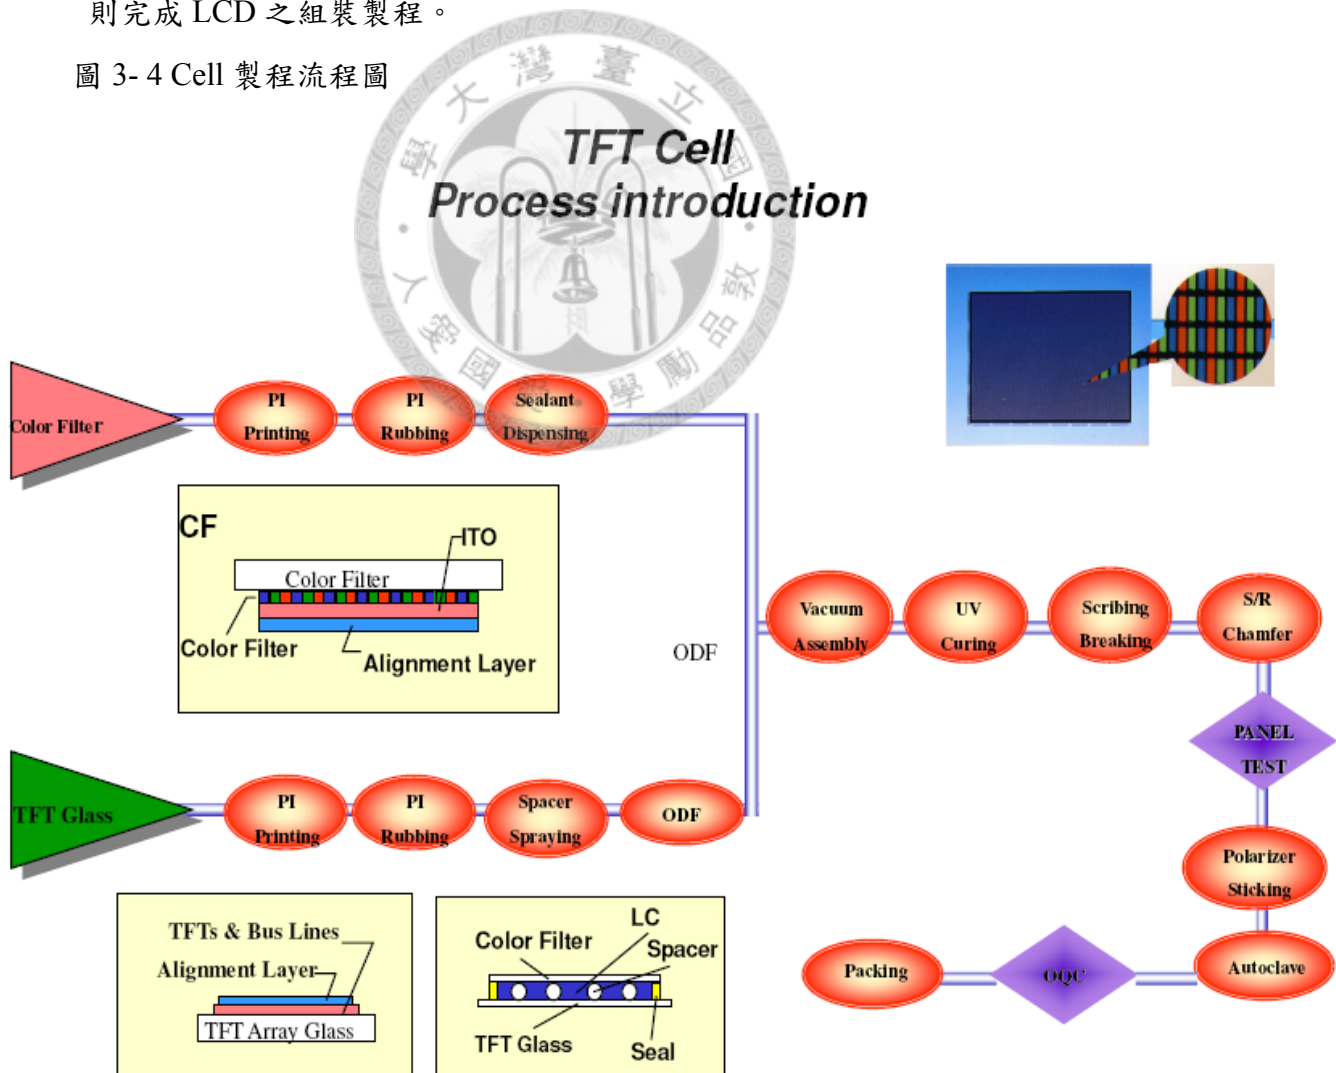 則完成 LCD 之組裝製程。
圖 3- 4 Cell 製程流程圖
TFT Cell
Process introduction
Color Filter
PI
Printing
PI
Rubbing
Sealant
Dispensing
CF
ITO
Color Filter
Color Filter
Alignment Layer
ODF
Vacuum
Assembly
UV
Curing
Scribing
Breaking
S/R
Chamfer
PANEL
TEST
TFT Glass
PI
Printing
PI
Rubbing
Spacer
Spraying
ODF
Polarizer
Sticking
Autoclave
OQC
Packing
TFTs & Bus Lines
Alignment Layer
TFT Array Glass
LC
Color Filter
Spacer
TFT Glass
Seal